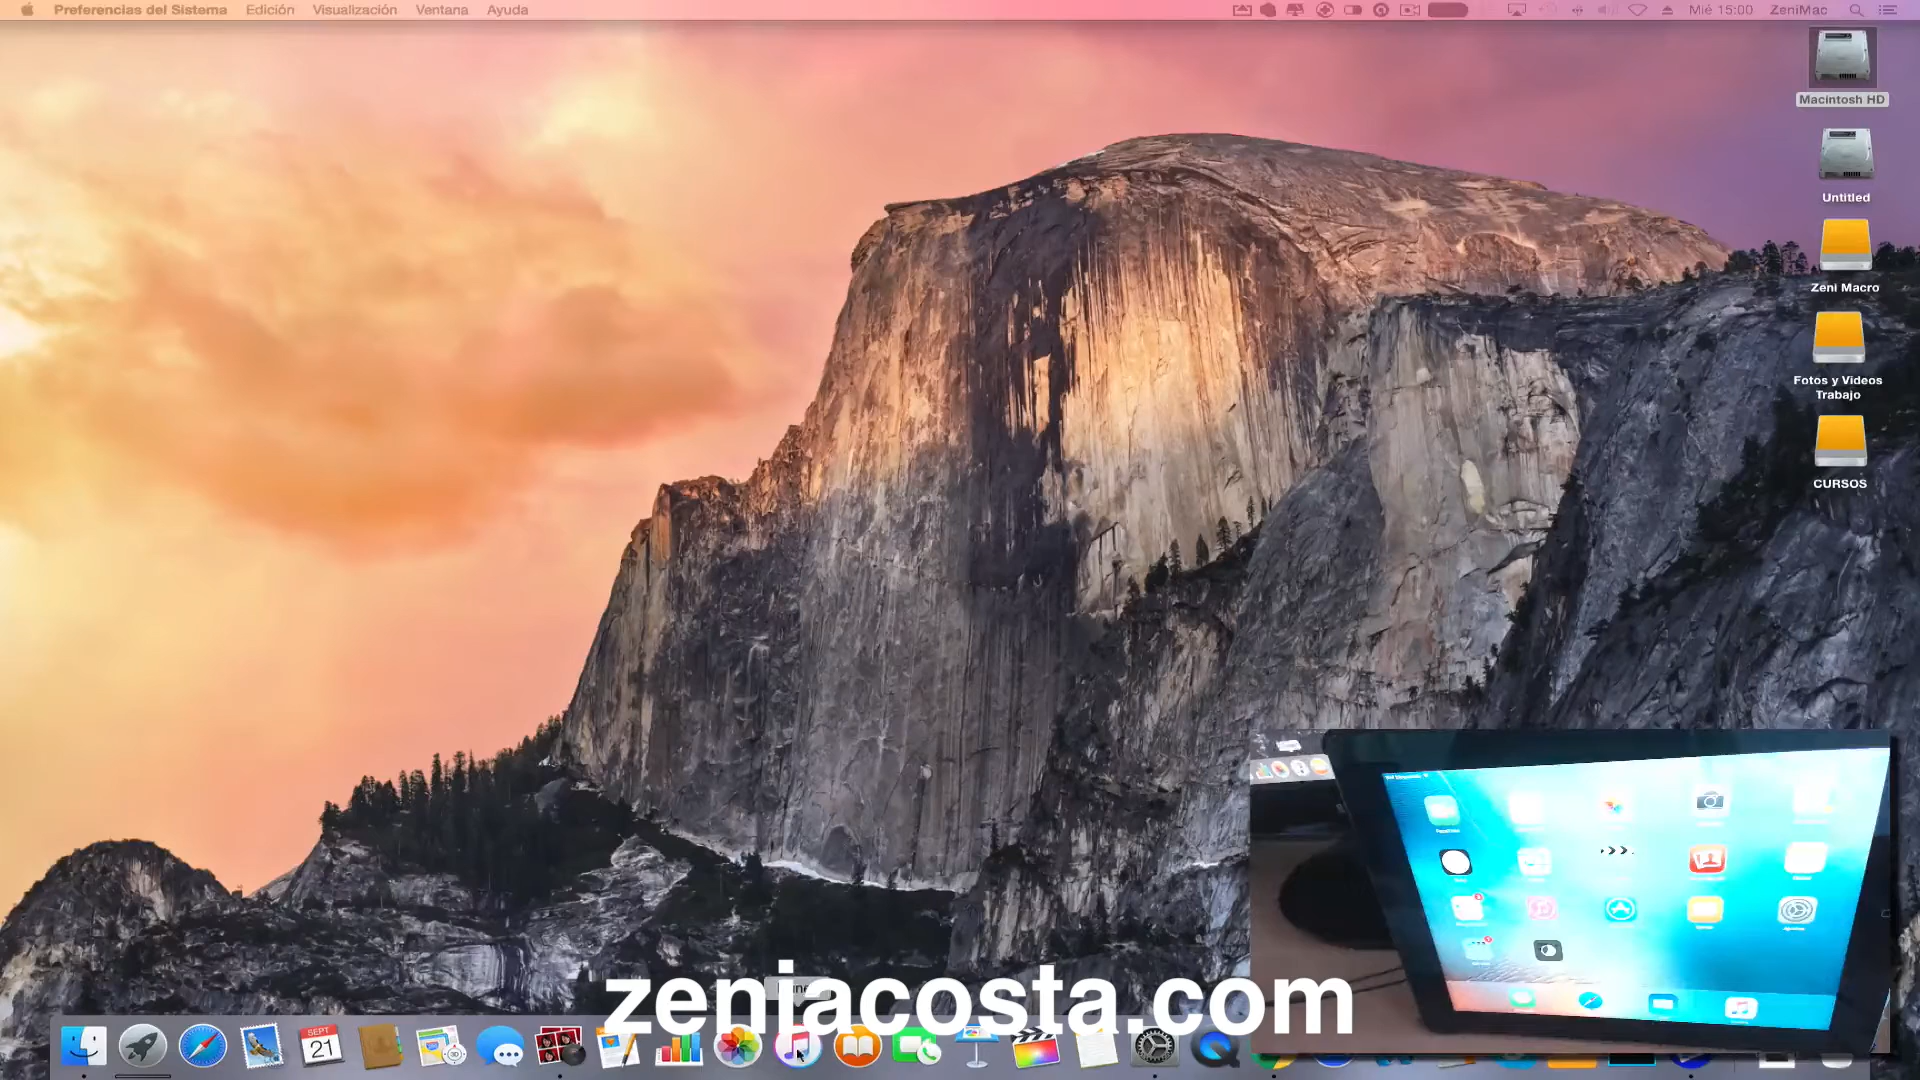 Preferencias del Sistema Edición Visualización Ventana Ayuda
Mié 15:00 ZeniMac
Macintosh HD
Untitled
Zeni Macro
Fotos y Videos
Trabajo
CURSOS
zeniacosta.com
SEPT
21